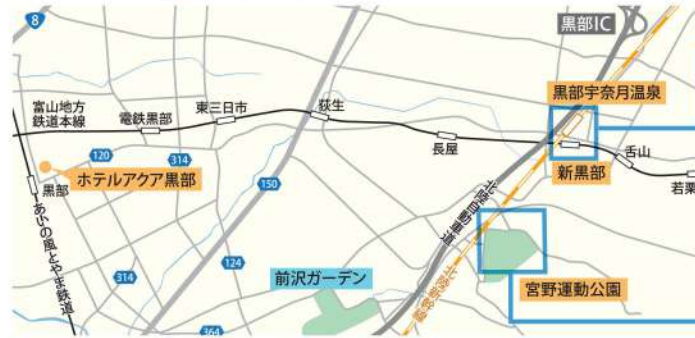 8
黒部IC
黒部宇奈月温泉
富山地方
鉄道本線
電鉄黒部
東三日市
荻生
長屋
新黒部
舌山
若栗
120
314
ホテルアクア黒部
黒部
あいの風とやま鉄道
150
北陸自動車道
北陸新幹線
314
124
前沢ガーデン
宮野運動公園
364